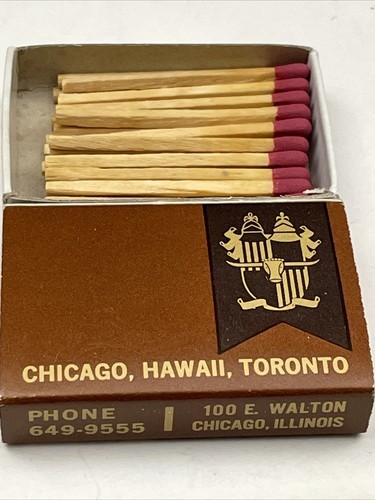 CHICAGO, HAWAII, TORONTO
PHONE
649-9555
100 E. WALTON
CHICAGO, ILLINOIS